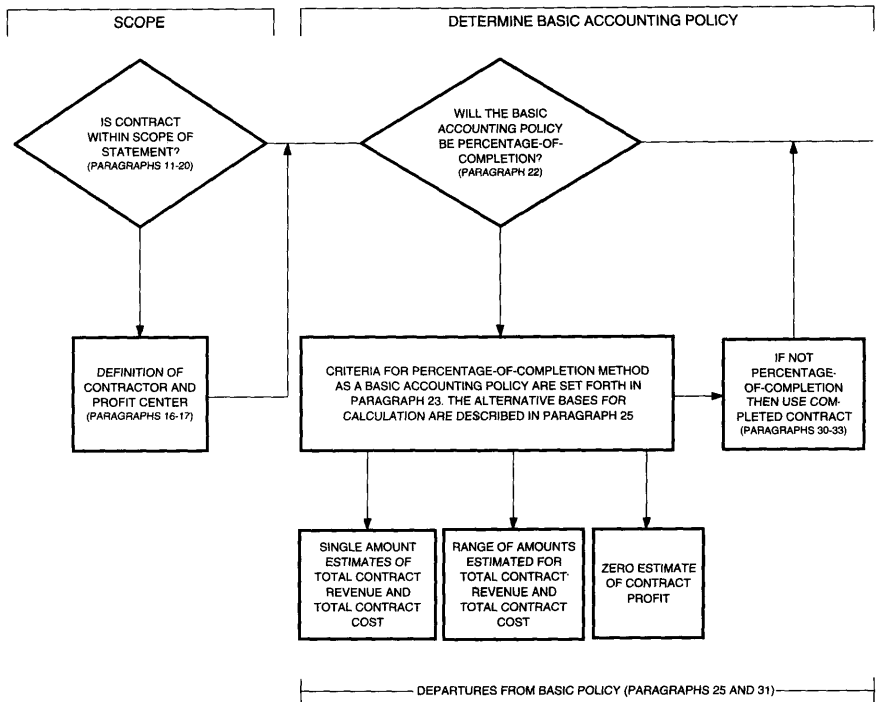 SCOPE
DETERMINE BASIC ACCOUNTING POLICY
IS CONTRACT
WITHIN SCOPE OF
STATEMENT?
(PARAGRAPHS 11-20)
WILL THE BASIC
ACCOUNTING POLICY
BE PERCENTAGE-OF-
COMPLETION?
(PARAGRAPH 22)
DEFINITION OF
CONTRACTOR AND
PROFIT CENTER
(PARAGRAPHS 16-17)
CRITERIA FOR PERCENTAGE-OF-COMPLETION METHOD
AS A BASIC ACCOUNTING POLICY ARE SET FORTH IN
PARAGRAPH 23. THE ALTERNATIVE BASES FOR
CALCULATION ARE DESCRIBED IN PARAGRAPH 25
IF NOT
PERCENTAGE-
OF-COMPLETION
THEN USE COM-
PLETED CONTRACT
(PARAGRAPHS 30-33)
SINGLE AMOUNT
ESTIMATES OF
TOTAL CONTRACT
REVENUE AND
TOTAL CONTRACT
COST
RANGE OF AMOUNTS
ESTIMATED FOR
TOTAL CONTRACT
REVENUE AND
TOTAL CONTRACT
COST
ZERO ESTIMATE
OF CONTRACT
PROFIT
DEPARTURES FROM BASIC POLICY (PARAGRAPHS 25 AND 31)